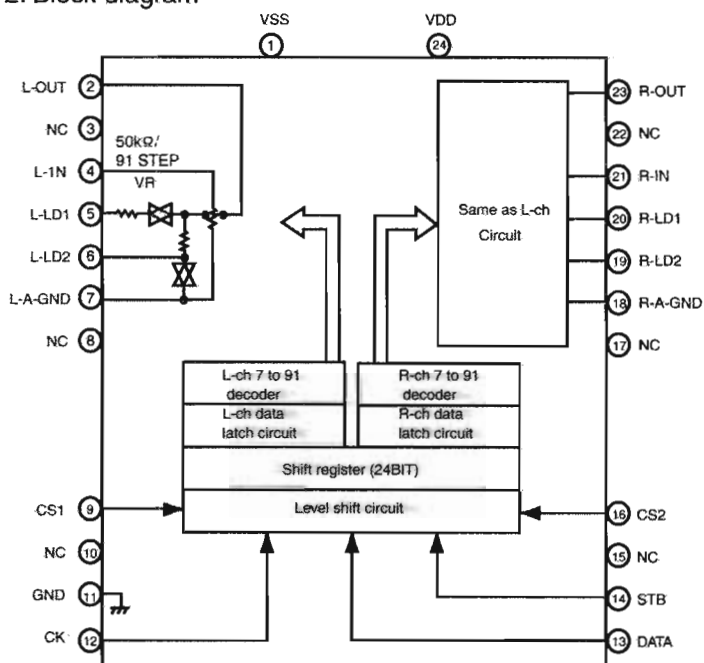 2. Block diagram
VSS
VDD
1
24
L-OUT 2
NC 3
50kΩ/
91 STEP
VR
L-1N 4
L-LD1 5
L-LD2 6
L-A-GND 7
NC 8
23 R-OUT
22 NC
21 R-IN
20 R-LD1
19 R-LD2
18 R-A-GND
17 NC
Same as L-ch
Circuit
L-ch 7 to 91
decoder
L-ch data
latch circuit
R-ch 7 to 91
decoder
R-ch data
latch circuit
Shift register (24BIT)
Level shift circuit
CS1 9
NC 10
GND 11
CK 12
16 CS2
15 NC
14 STB
13 DATA